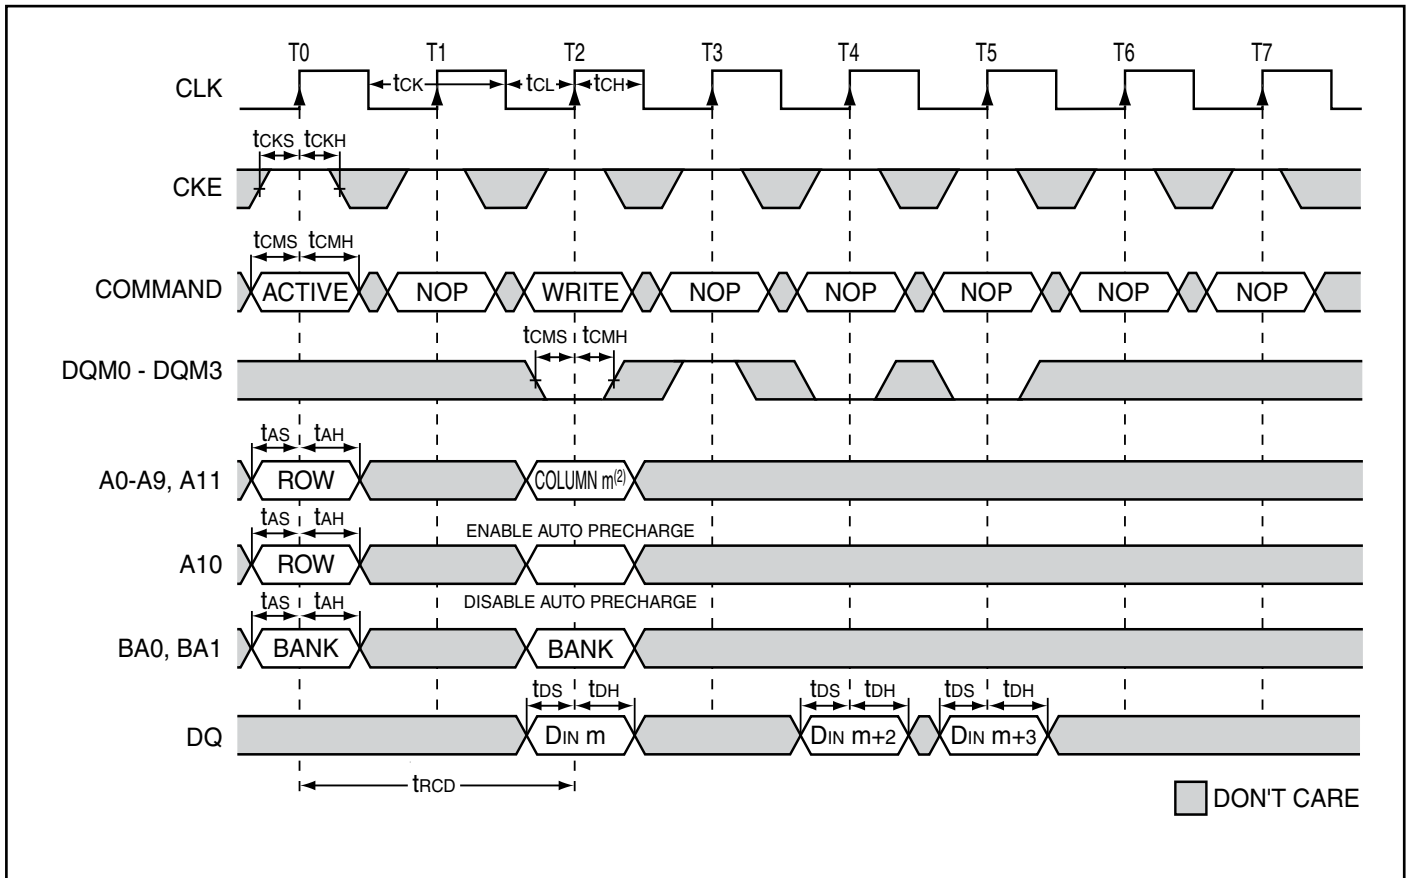 T0 T1 T2 T3 T4 T5 T6 T7
CLK tCK tCL tCH
tCKS tCKH
CKE
tCMS tCMH
COMMAND ACTIVE NOP WRITE NOP NOP NOP NOP NOP
tCMS tCMH
DQM0 - DQM3
tAS tAH
A0-A9, A11 ROW COLUMN m(2)
tAS tAH ENABLE AUTO PRECHARGE
A10 ROW
tAS tAH DISABLE AUTO PRECHARGE
BA0, BA1 BANK BANK
tDS tDH tDS tDH tDS tDH
DQ DIN m DIN m+2 DIN m+3
tRCD
DON'T CARE